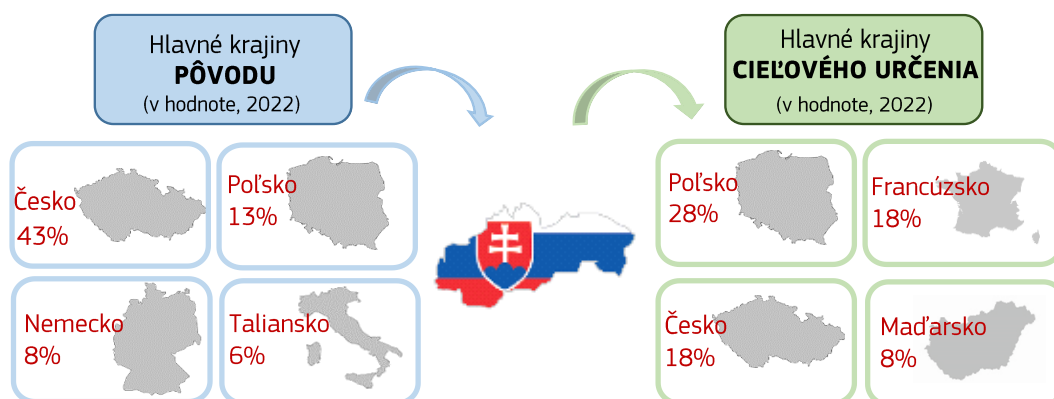 Hlavné krajiny
PÔVODU
(v hodnote, 2022)
Hlavné krajiny
CIEĽOVÉHO URČENIA
(v hodnote, 2022)
Česko
43%
Poľsko
13%
Nemecko
8%
Taliansko
6%
Poľsko
28%
Francúzsko
18%
Česko
18%
Maďarsko
8%